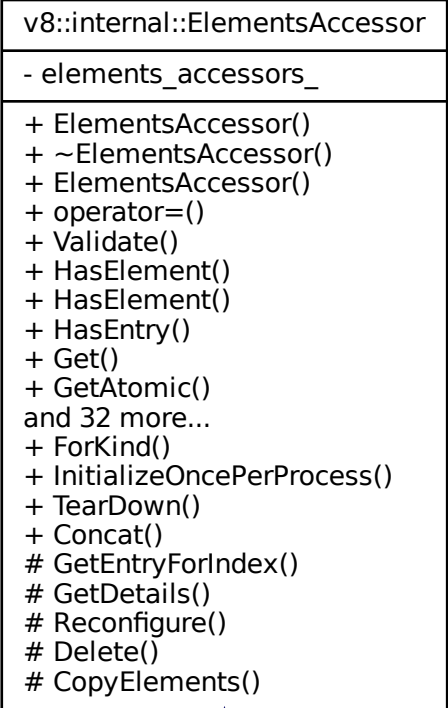 v8::internal::ElementsAccessor
- elements_accessors_
+ ElementsAccessor()
+ ~ElementsAccessor()
+ ElementsAccessor()
+ operator=()
+ Validate()
+ HasElement()
+ HasElement()
+ HasEntry()
+ Get()
+ GetAtomic()
and 32 more...
+ ForKind()
+ InitializeOncePerProcess()
+ TearDown()
+ Concat()
# GetEntryForIndex()
# GetDetails()
# Reconfigure()
# Delete()
# CopyElements()